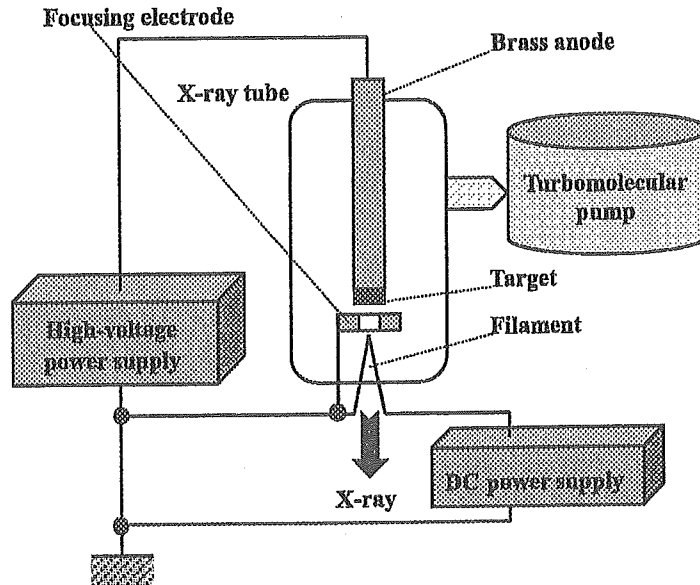 Focusing electrode
Brass anode
X-ray tube
Turbomolecular
pump
Target
High-voltage
power supply
Filament
DC power supply
X-ray